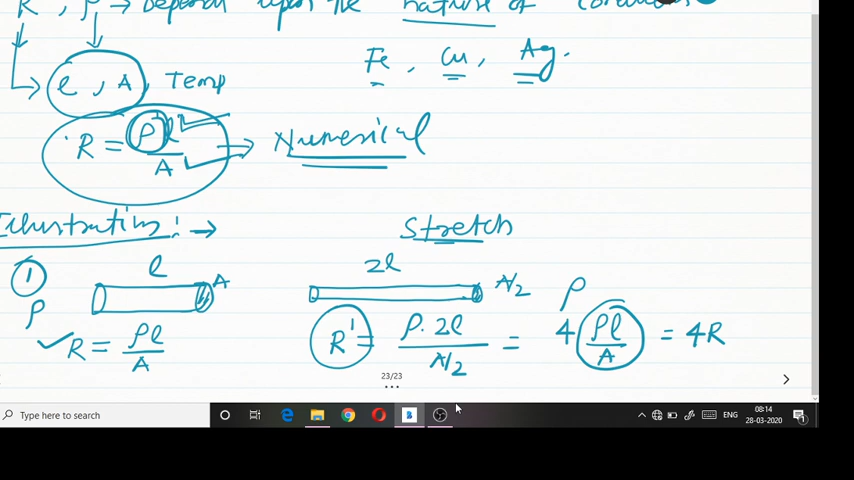 R , ρ → Depend upon the nature of
Fe , Cu , Ag.
l , A , Temp
R = ρl/A → Numerical
Illustration : →
Stretch
1
l
A
2l
A/2
ρ
ρ
R = ρl/A
R' = ρ. 2l / A/2 = 4 ρl/A = 4R
23/23
Type here to search
ENG
08:14
28-03-2020